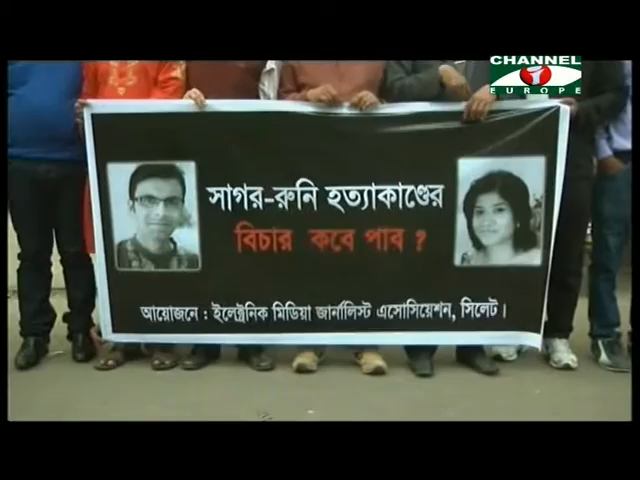 CHANNEL
i
EUROPE
সাগর-রুনি হত্যাকাণ্ডের
বিচার কবে পাব ?
আয়োজনে : ইলেক্ট্রনিক মিডিয়া জার্নালিস্ট এসোসিয়েশন, সিলেট।